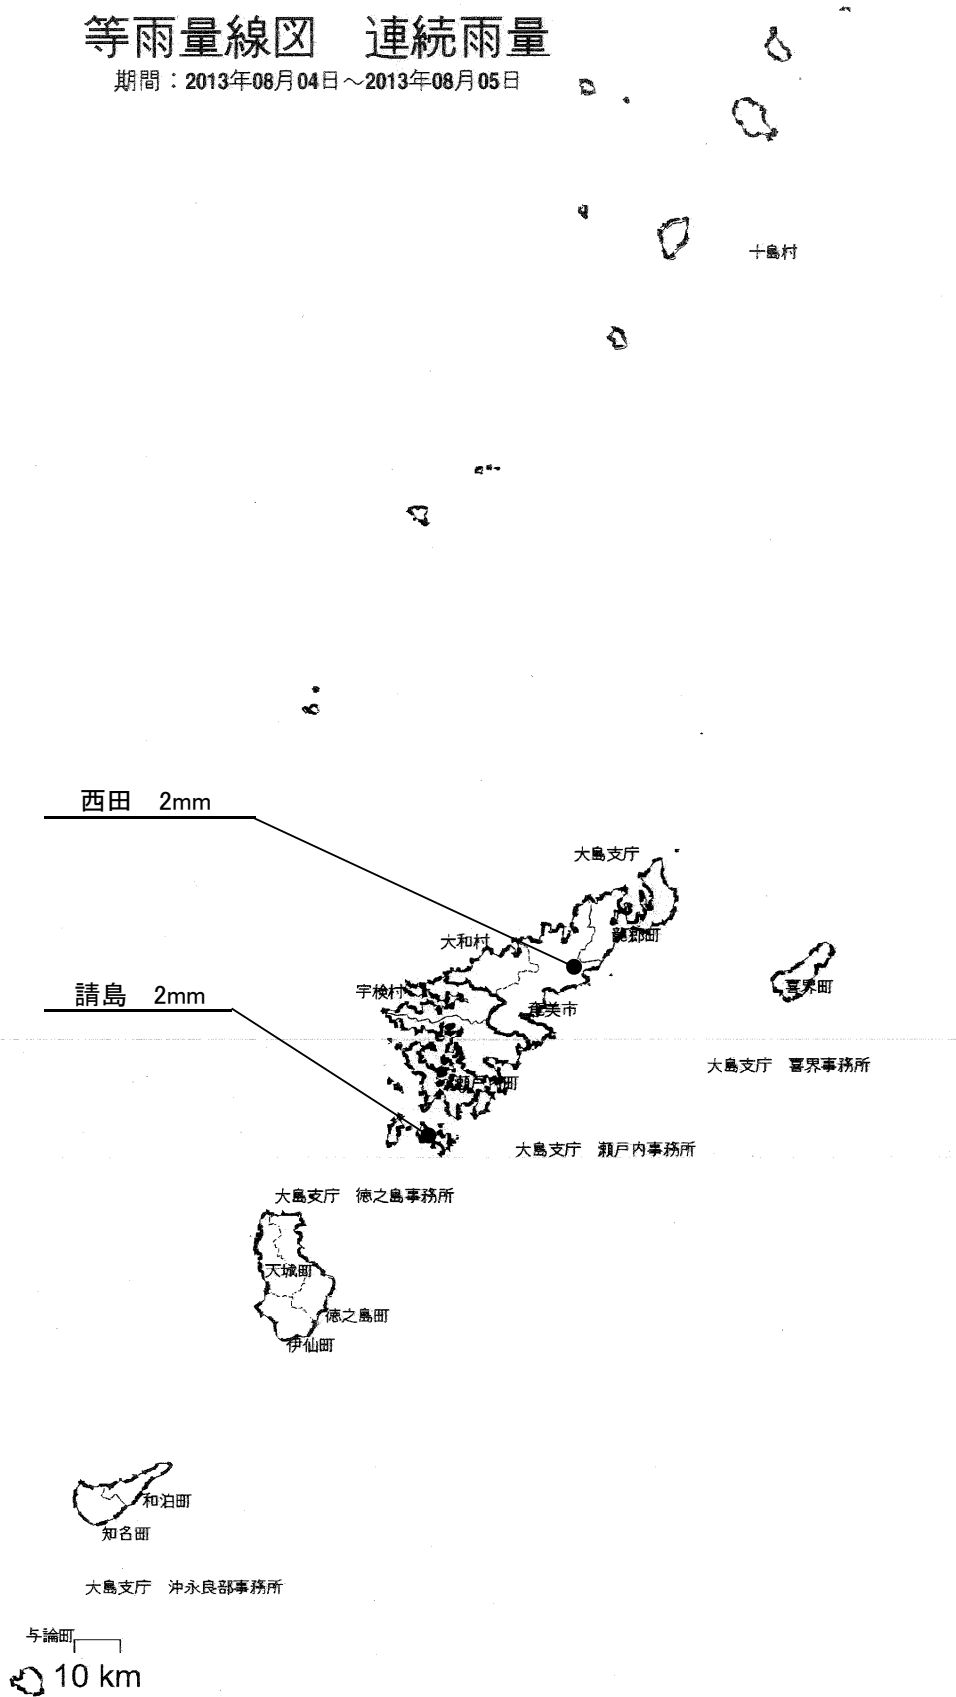 等雨量線図　連続雨量
期間：2013年08月04日～2013年08月05日
十島村
西田　2mm
大島支庁
龍郷町
大和村
喜界町
宇検村
請島　2mm
奄美市
大島支庁　喜界事務所
瀬戸内町
大島支庁　瀬戸内事務所
大島支庁　徳之島事務所
天城町
徳之島町
伊仙町
和泊町
知名町
大島支庁　沖永良部事務所
与論町
10 km